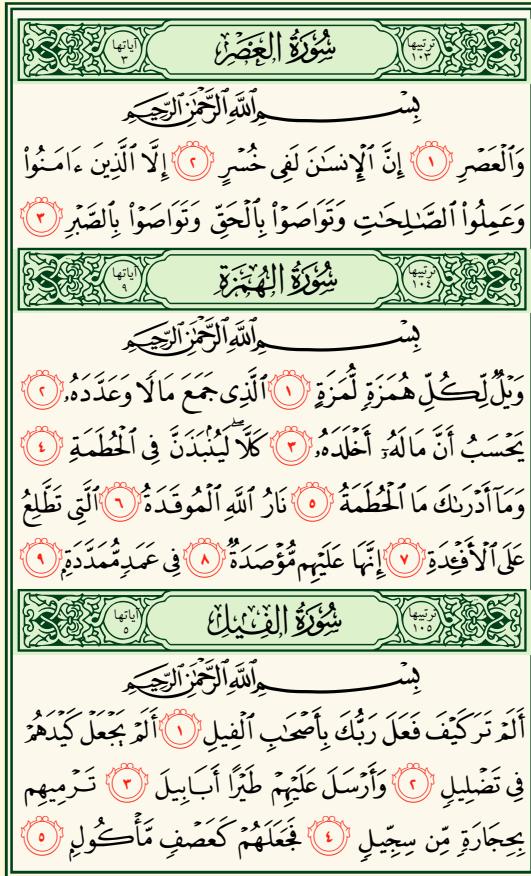 ترتيبها ١٠٣ سُورَةُ العَصْرِ آياتها ٣
بِسْمِ ٱللَّهِ ٱلرَّحْمَٰنِ ٱلرَّحِيمِ
وَٱلْعَصْرِ ١ إِنَّ ٱلْإِنسَـٰنَ لَفِى خُسْرٍ ٢ إِلَّا ٱلَّذِينَ ءَامَنُوا۟
وَعَمِلُوا۟ ٱلصَّـٰلِحَـٰتِ وَتَوَاصَوْا۟ بِٱلْحَقِّ وَتَوَاصَوْا۟ بِٱلصَّبْرِ ٣
ترتيبها ١٠٤ سُورَةُ الهُمَزَةِ آياتها ٩
بِسْمِ ٱللَّهِ ٱلرَّحْمَٰنِ ٱلرَّحِيمِ
وَيْلٌ لِّكُلِّ هُمَزَةٍ لُّمَزَةٍ ١ ٱلَّذِى جَمَعَ مَالًا وَعَدَّدَهُۥ ٢
يَحْسَبُ أَنَّ مَالَهُۥٓ أَخْلَدَهُۥ ٣ كَلَّا ۖ لَيُنۢبَذَنَّ فِى ٱلْحُطَمَةِ ٤
وَمَآ أَدْرَىٰكَ مَا ٱلْحُطَمَةُ ٥ نَارُ ٱللَّهِ ٱلْمُوقَدَةُ ٦ ٱلَّتِى تَطَّلِعُ
عَلَى ٱلْأَفْـِٔدَةِ ٧ إِنَّهَا عَلَيْهِم مُّؤْصَدَةٌ ٨ فِى عَمَدٍ مُّمَدَّدَةٍۭ ٩
ترتيبها ١٠٥ سُورَةُ الفِيلِ آياتها ٥
بِسْمِ ٱللَّهِ ٱلرَّحْمَٰنِ ٱلرَّحِيمِ
أَلَمْ تَرَ كَيْفَ فَعَلَ رَبُّكَ بِأَصْحَـٰبِ ٱلْفِيلِ ١ أَلَمْ يَجْعَلْ كَيْدَهُمْ
فِى تَضْلِيلٍ ٢ وَأَرْسَلَ عَلَيْهِمْ طَيْرًا أَبَابِيلَ ٣ تَرْمِيهِم
بِحِجَارَةٍ مِّن سِجِّيلٍ ٤ فَجَعَلَهُمْ كَعَصْفٍ مَّأْكُولٍۭ ٥